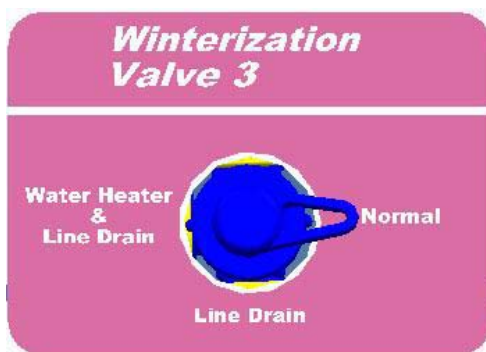 Winterization
Valve 3
Water Heater
&
Line Drain
Normal
Line Drain